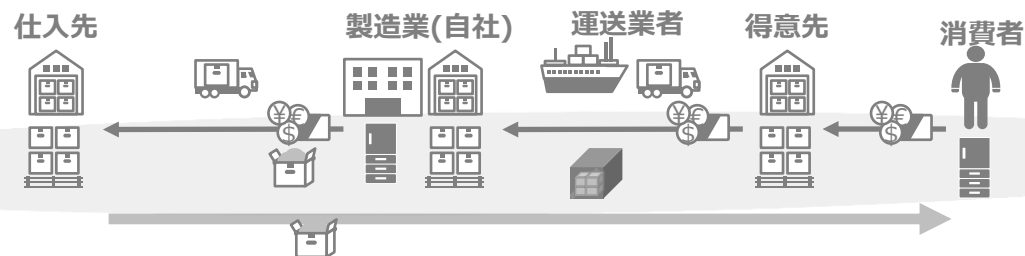 仕入先
製造業(自社)
運送業者
得意先
消費者
¥ € $
¥ € $
¥ € $